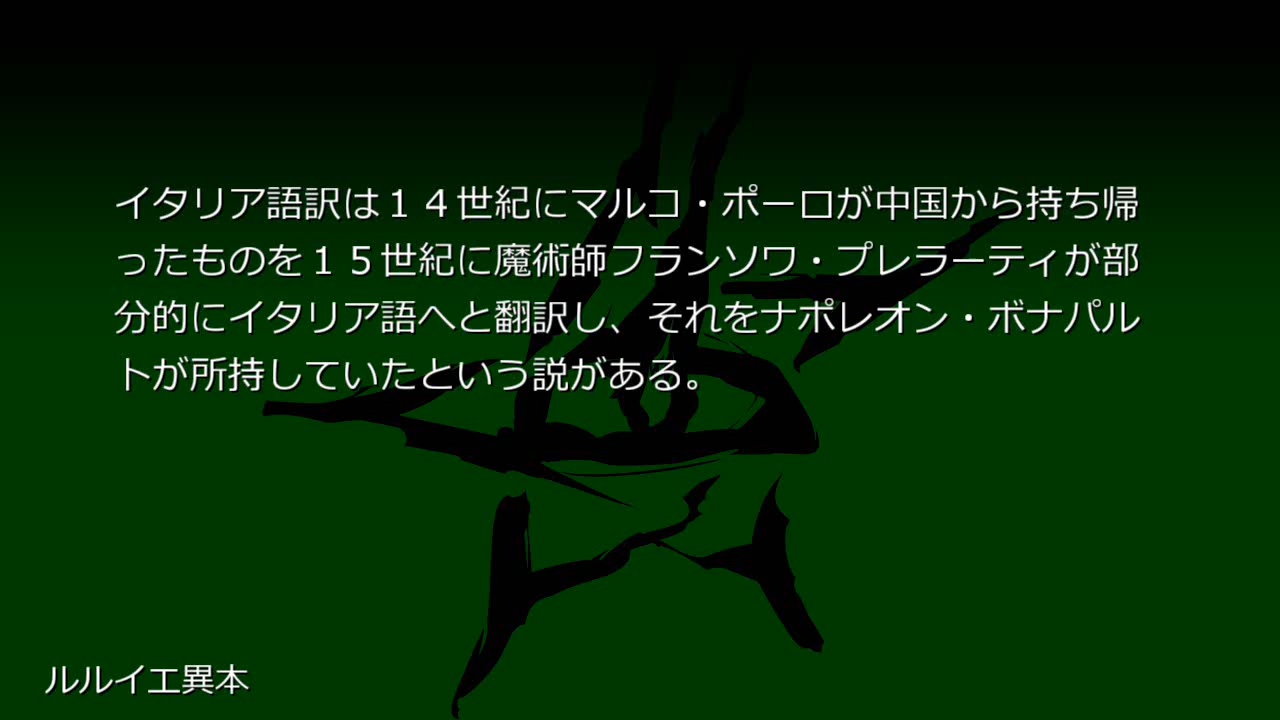 イタリア語訳は１４世紀にマルコ・ポーロが中国から持ち帰
ったものを１５世紀に魔術師フランソワ・プレラーティが部
分的にイタリア語へと翻訳し、それをナポレオン・ボナパル
トが所持していたという説がある。
ルルイエ異本